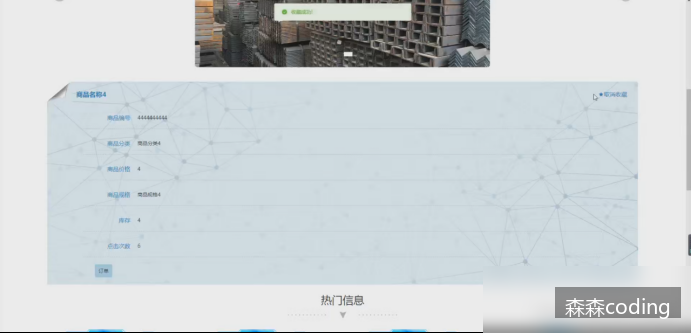 收藏成功
商品名称4
★取消收藏
商品编号 4444444444
商品分类 商品分类4
商品价格 4
商品规格 商品规格4
库存 4
点击次数 5
订购
热门信息
森森coding